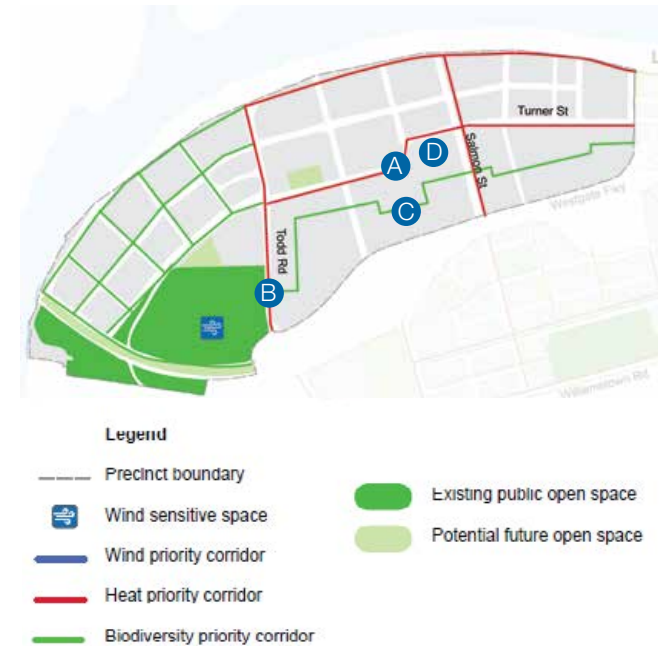 L
Turner St
D
A
Salmon St
C
Westgate Fwy
Todd Rd
B
Williamstown Rd
Legend
Precinct boundary
Wind sensitive space
Wind priority corridor
Heat priority corridor
Biodiversity priority corridor
Existing public open space
Potential future open space